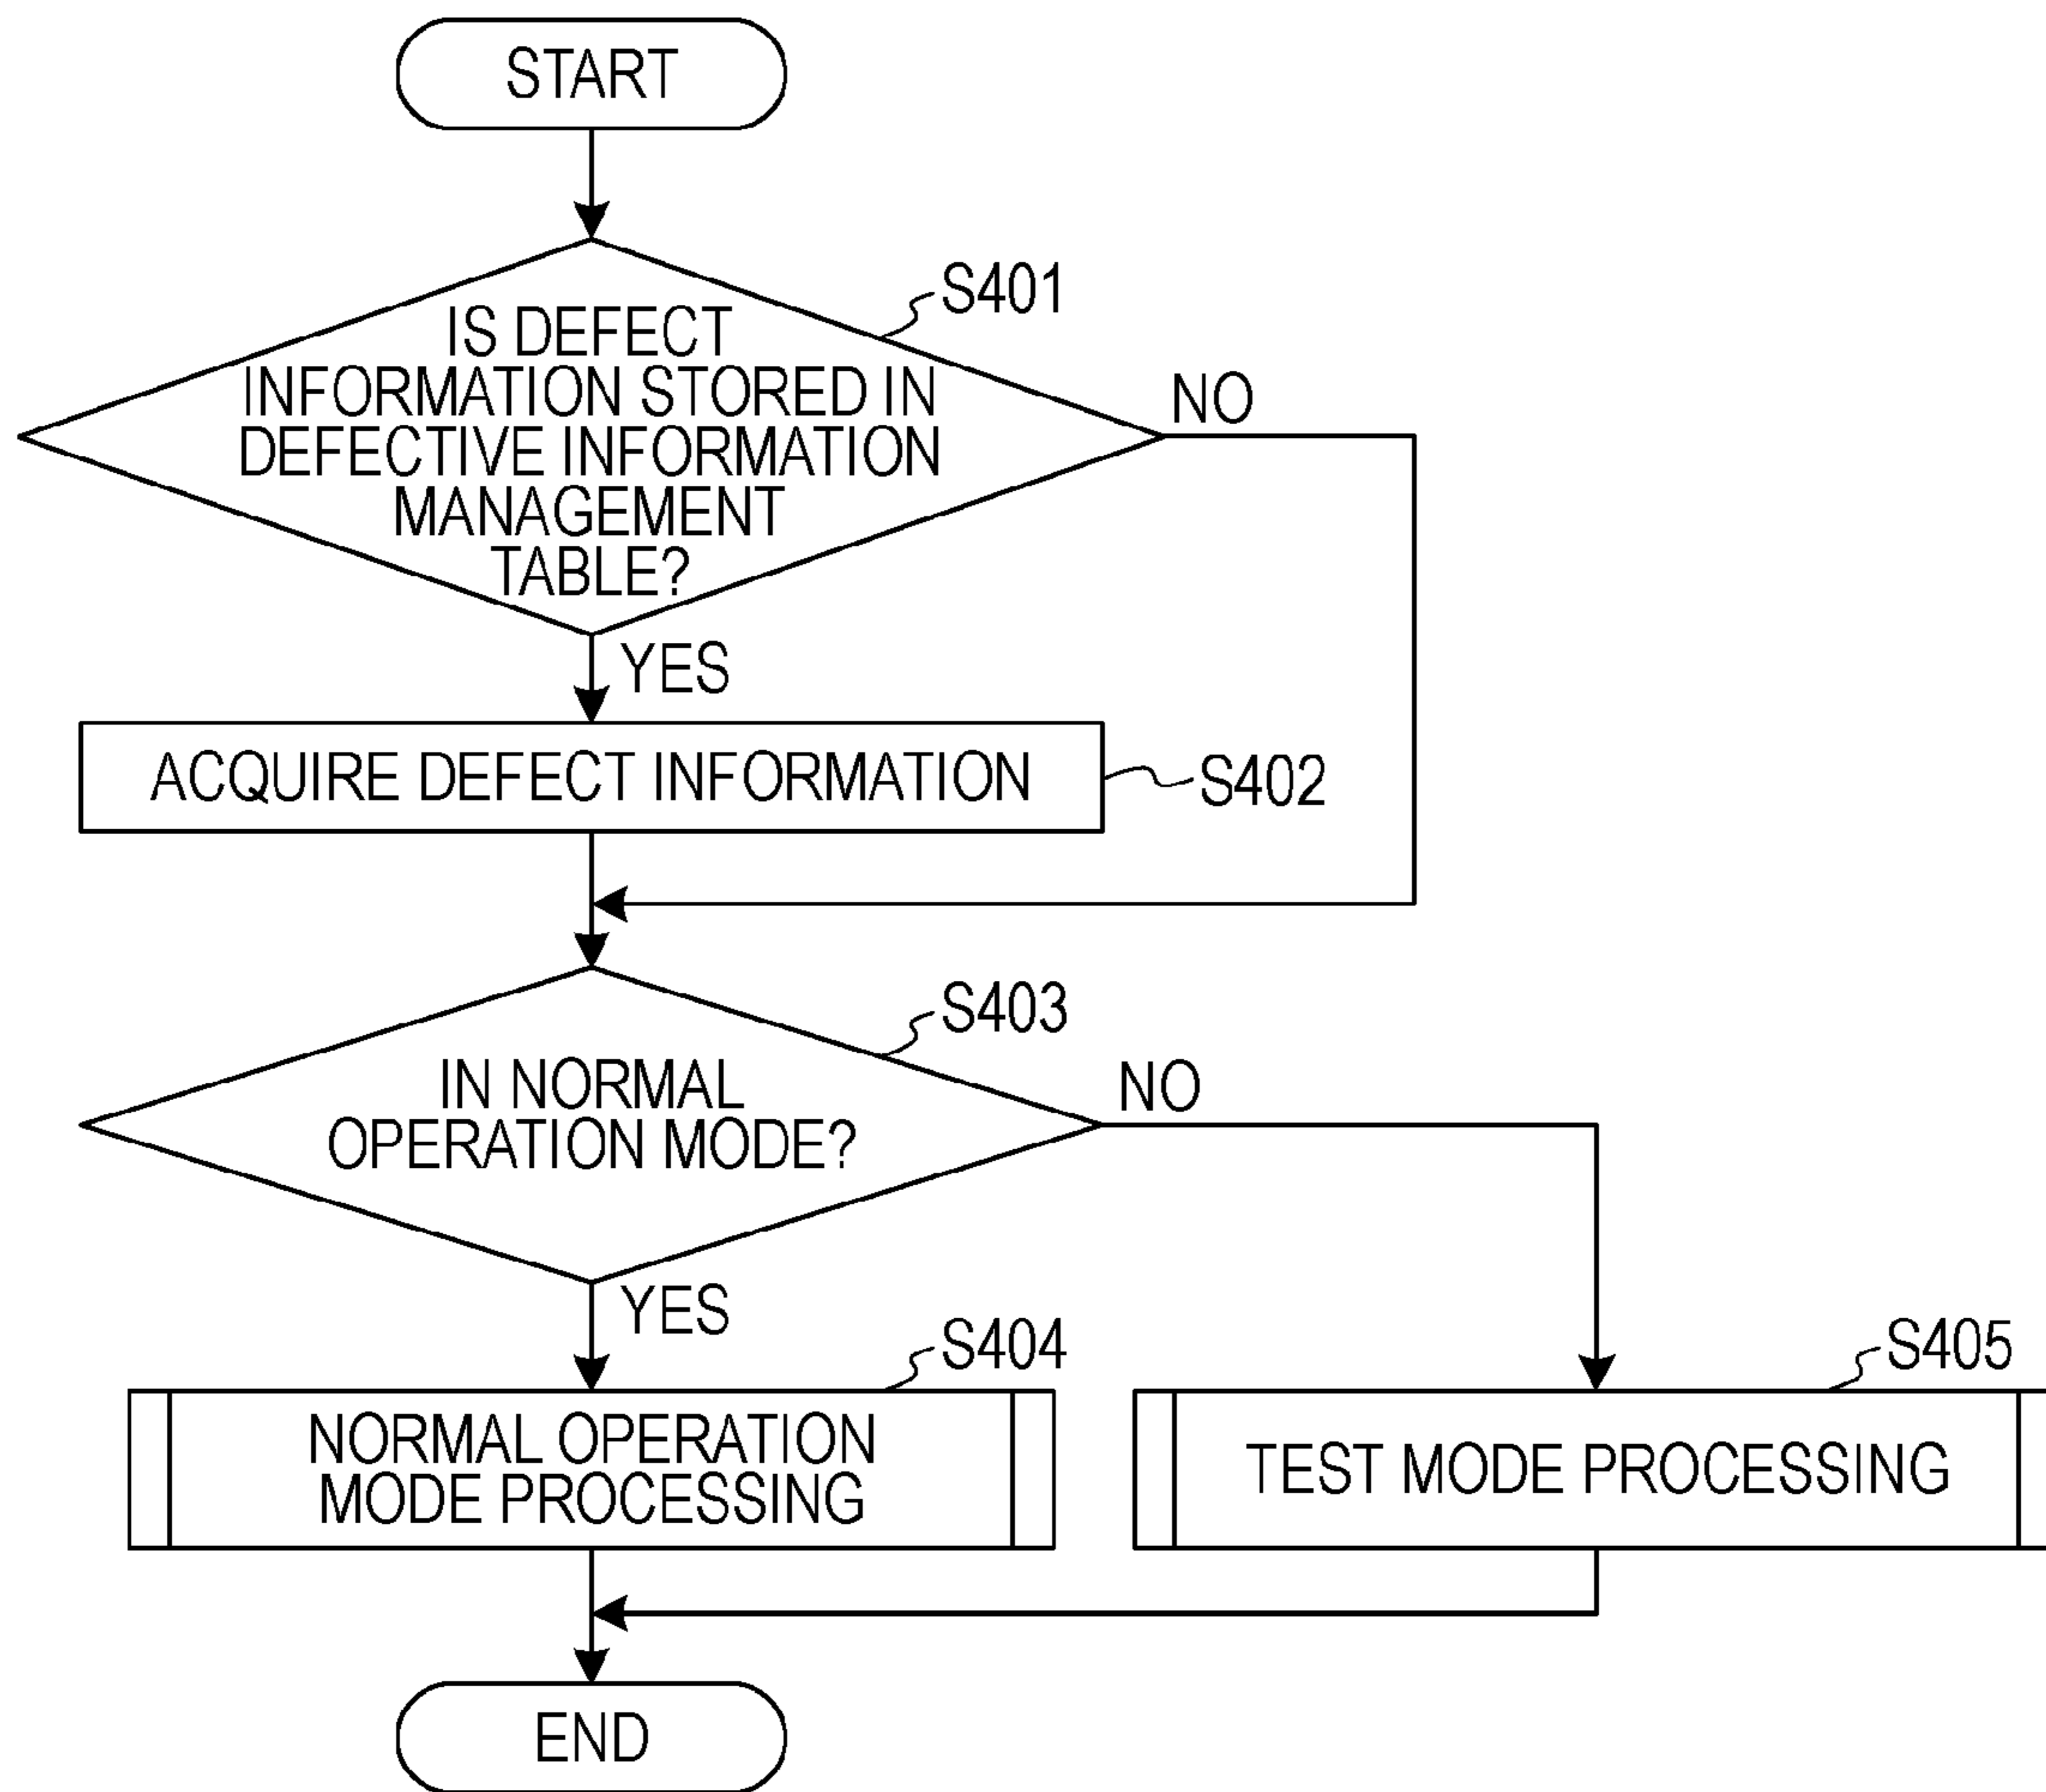 START
S401
IS DEFECT
INFORMATION STORED IN
DEFECTIVE INFORMATION
MANAGEMENT
TABLE?
NO
YES
ACQUIRE DEFECT INFORMATION
S402
S403
IN NORMAL
OPERATION MODE?
NO
YES
S404
NORMAL OPERATION
MODE PROCESSING
S405
TEST MODE PROCESSING
END